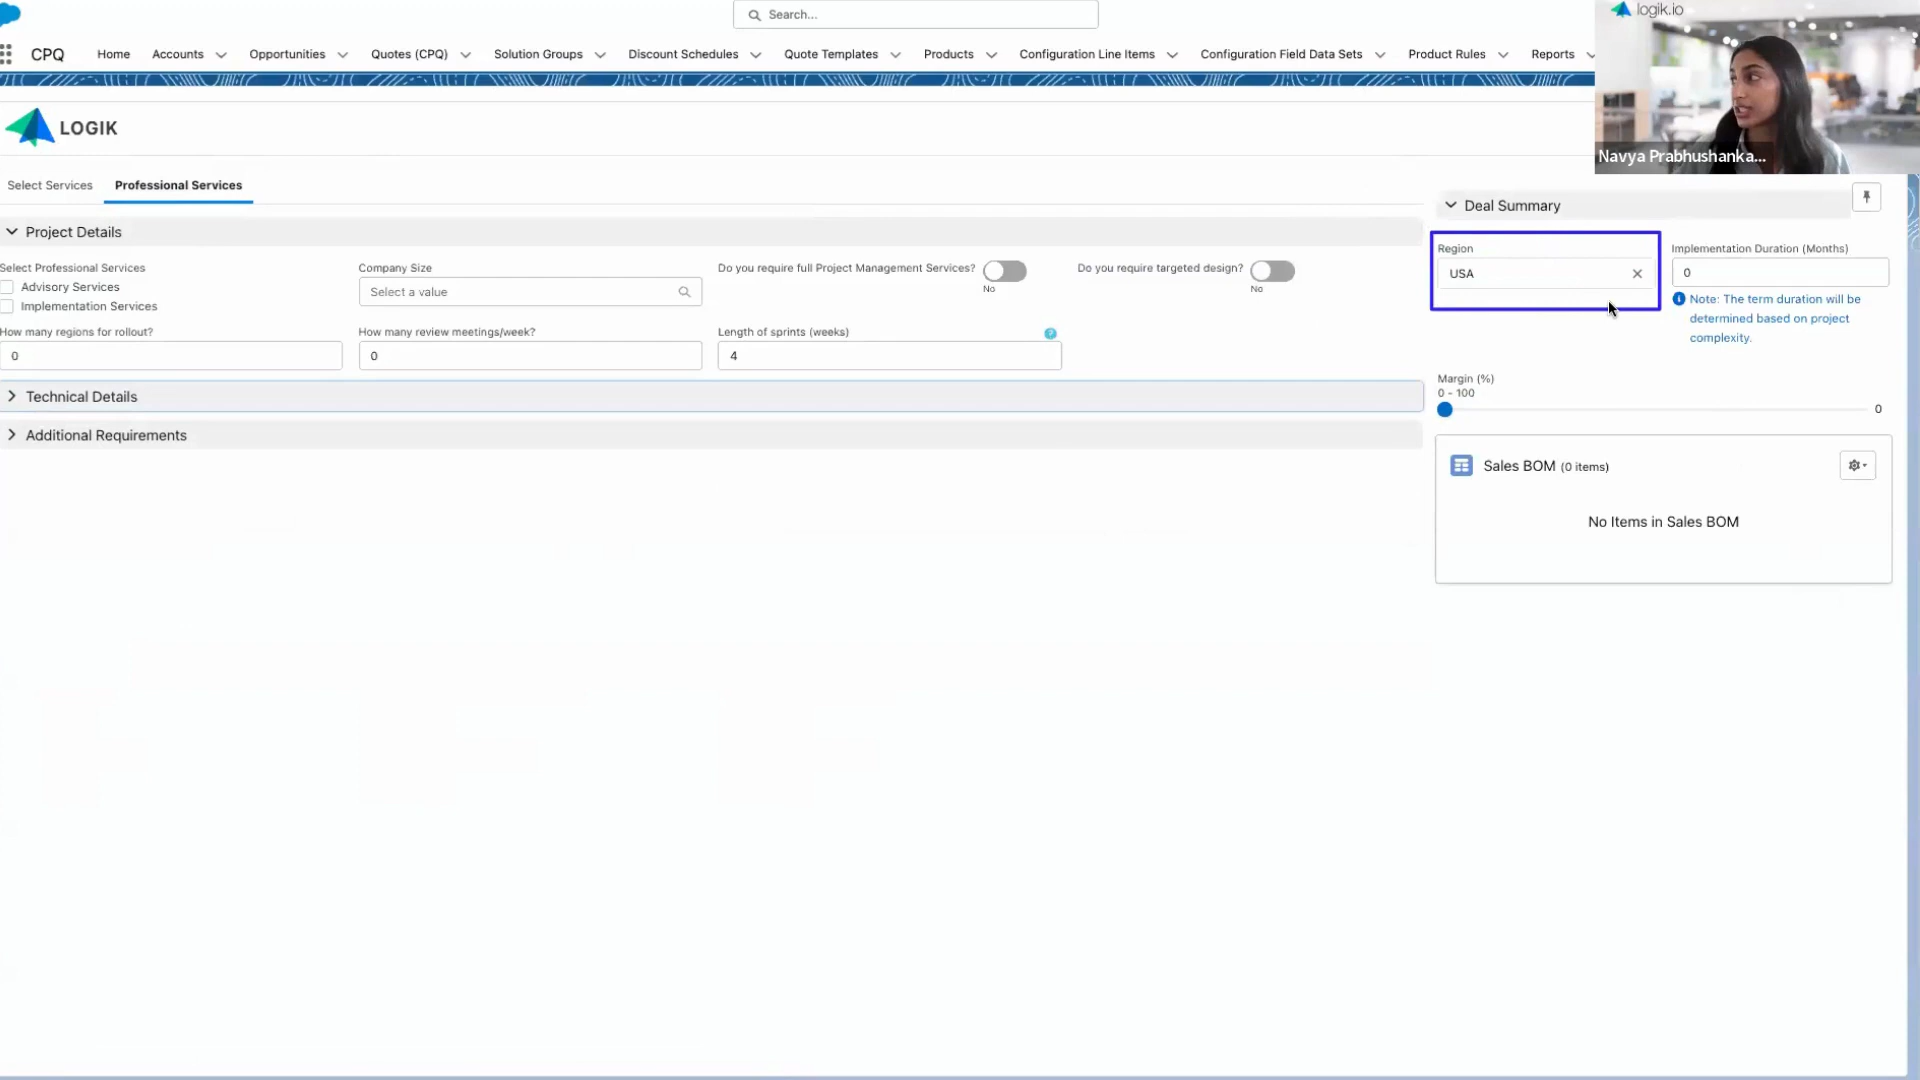 Search...
logik.io
CPQ
Home
Accounts
Opportunities
Quotes (CPQ)
Solution Groups
Discount Schedules
Quote Templates
Products
Configuration Line Items
Configuration Field Data Sets
Product Rules
Reports
LOGIK
Navya Prabhushanka...
Select Services
Professional Services
Deal Summary
Project Details
Region
USA
Implementation Duration (Months)
0
Note: The term duration will be
determined based on project
complexity.
Select Professional Services
Advisory Services
Implementation Services
Company Size
Select a value
Do you require full Project Management Services?
No
Do you require targeted design?
No
How many regions for rollout?
0
How many review meetings/week?
0
Length of sprints (weeks)
?
4
Technical Details
Additional Requirements
Margin (%)
0 - 100
0
Sales BOM (0 items)
No Items in Sales BOM